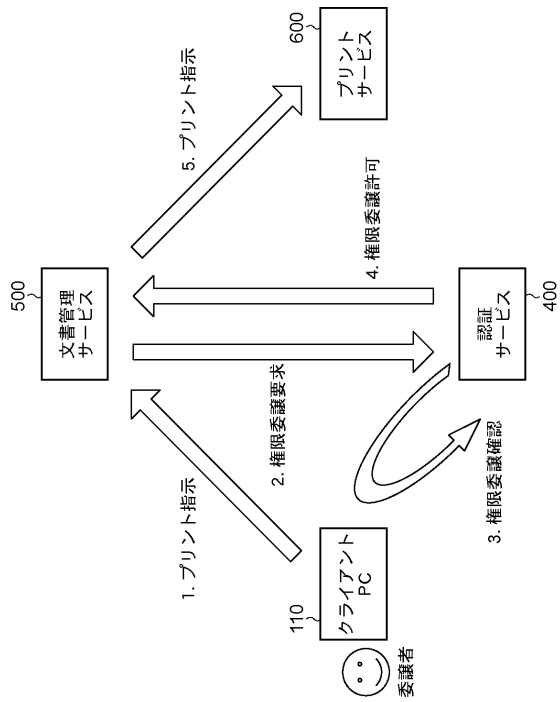 500
文書管理
サービス
1. プリント指示
5. プリント指示
2. 権限委譲要求
4. 権限委譲許可
110
クライアント
PC
委譲者
600
プリント
サービス
3. 権限委譲確認
認証
サービス
400